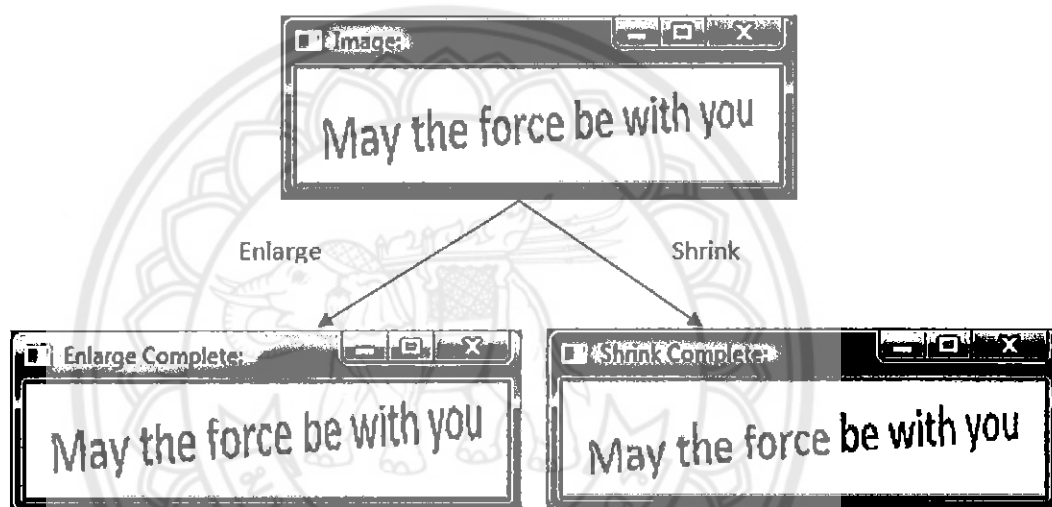 Image:
May the force be with you
Enlarge
Shrink
Enlarge Complete:
May the force be with you
Shrink Complete:
May the force be with you